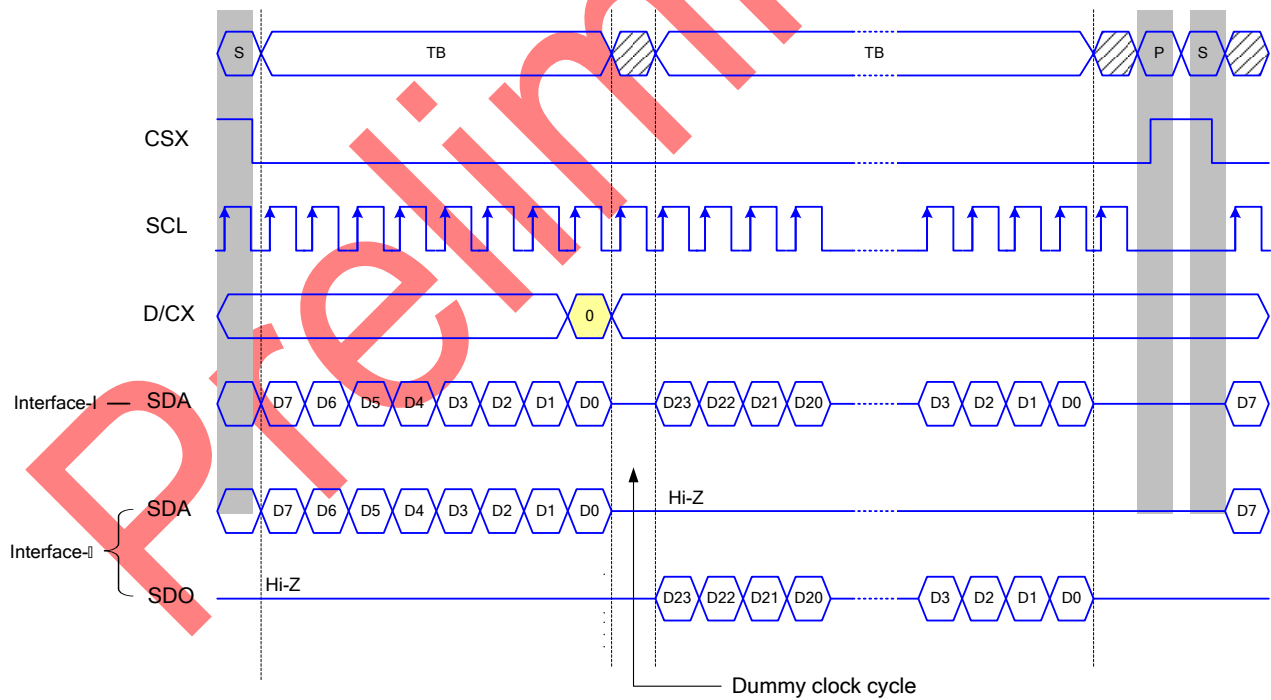 S TB TB P S
CSX
SCL
D/CX 0
Interface-I SDA D7 D6 D5 D4 D3 D2 D1 D0 D23 D22 D21 D20 D3 D2 D1 D0 D7
SDA D7 D6 D5 D4 D3 D2 D1 D0 Hi-Z D7
Interface-
SDO Hi-Z D23 D22 D21 D20 D3 D2 D1 D0
Dummy clock cycle
Prelim